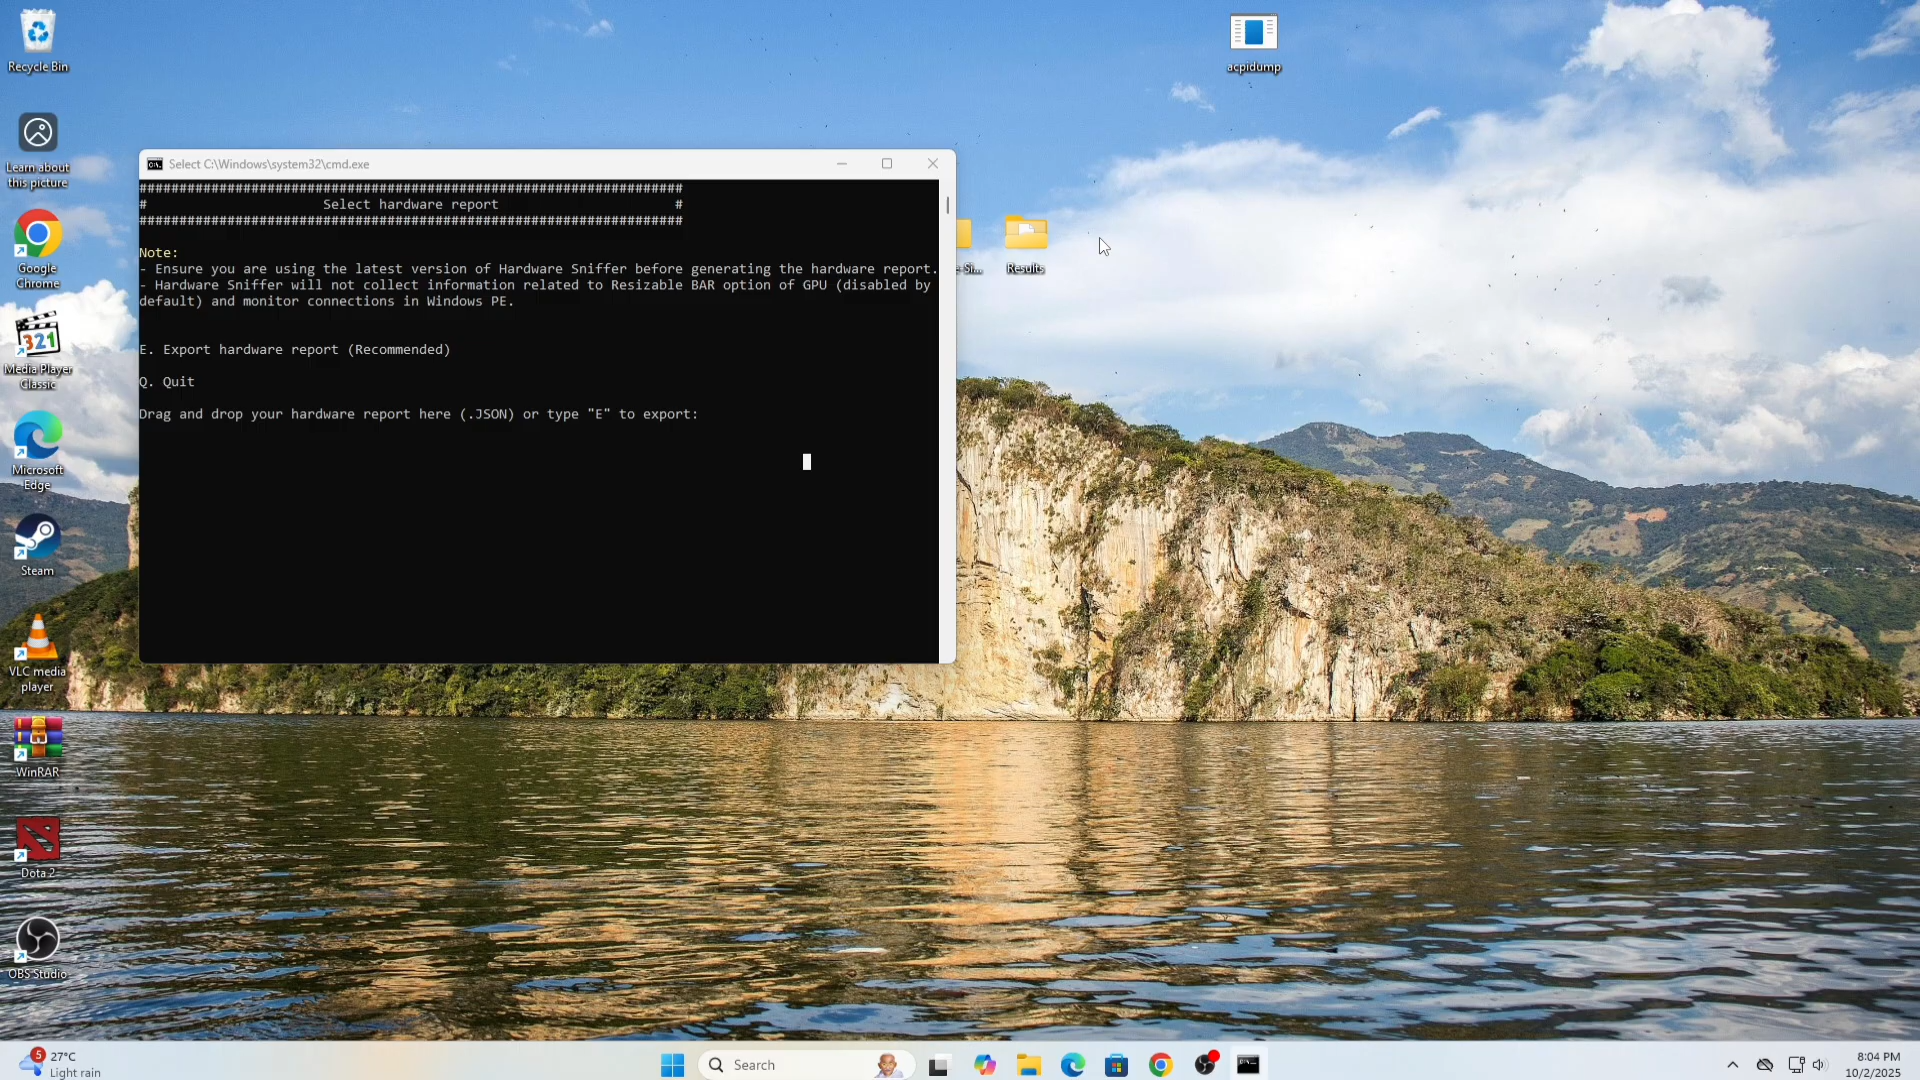 Recycle Bin
Learn about
this picture
Google
Chrome
321
Media Player
Classic
Microsoft
Edge
Steam
VLC media
player
WinRAR
Dota 2
OBS Studio
acpidump
e-Si...
Results
Select C:\Windows\system32\cmd.exe
####################################################################
#                      Select hardware report                      #
####################################################################
Note:
- Ensure you are using the latest version of Hardware Sniffer before generating the hardware report.
- Hardware Sniffer will not collect information related to Resizable BAR option of GPU (disabled by
default) and monitor connections in Windows PE.
E. Export hardware report (Recommended)
Q. Quit
Drag and drop your hardware report here (.JSON) or type "E" to export:
5
27°C
Light rain
Search
8:04 PM
10/2/2025